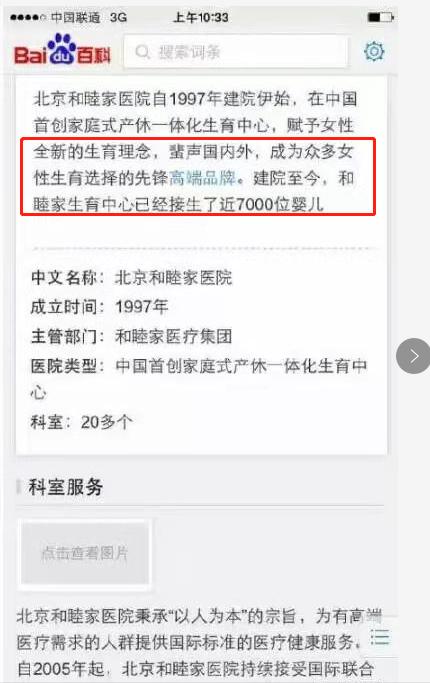 中国联通 3G 上午10:33
Bai du 百科 搜索词条
北京和睦家医院自1997年建院伊始，在中国
首创家庭式产休一体化生育中心，赋予女性
全新的生育理念，蜚声国内外，成为众多女
性生育选择的先锋高端品牌。建院至今，和
睦家生育中心已经接生了近7000位婴儿
中文名称：北京和睦家医院
成立时间：1997年
主管部门：和睦家医疗集团
医院类型：中国首创家庭式产休一体化生育中
心
科室：20多个
科室服务
点击查看图片
北京和睦家医院秉承“以人为本”的宗旨，为有高端
医疗需求的人群提供国际标准的医疗健康服务。
自2005年起，北京和睦家医院持续接受国际联合